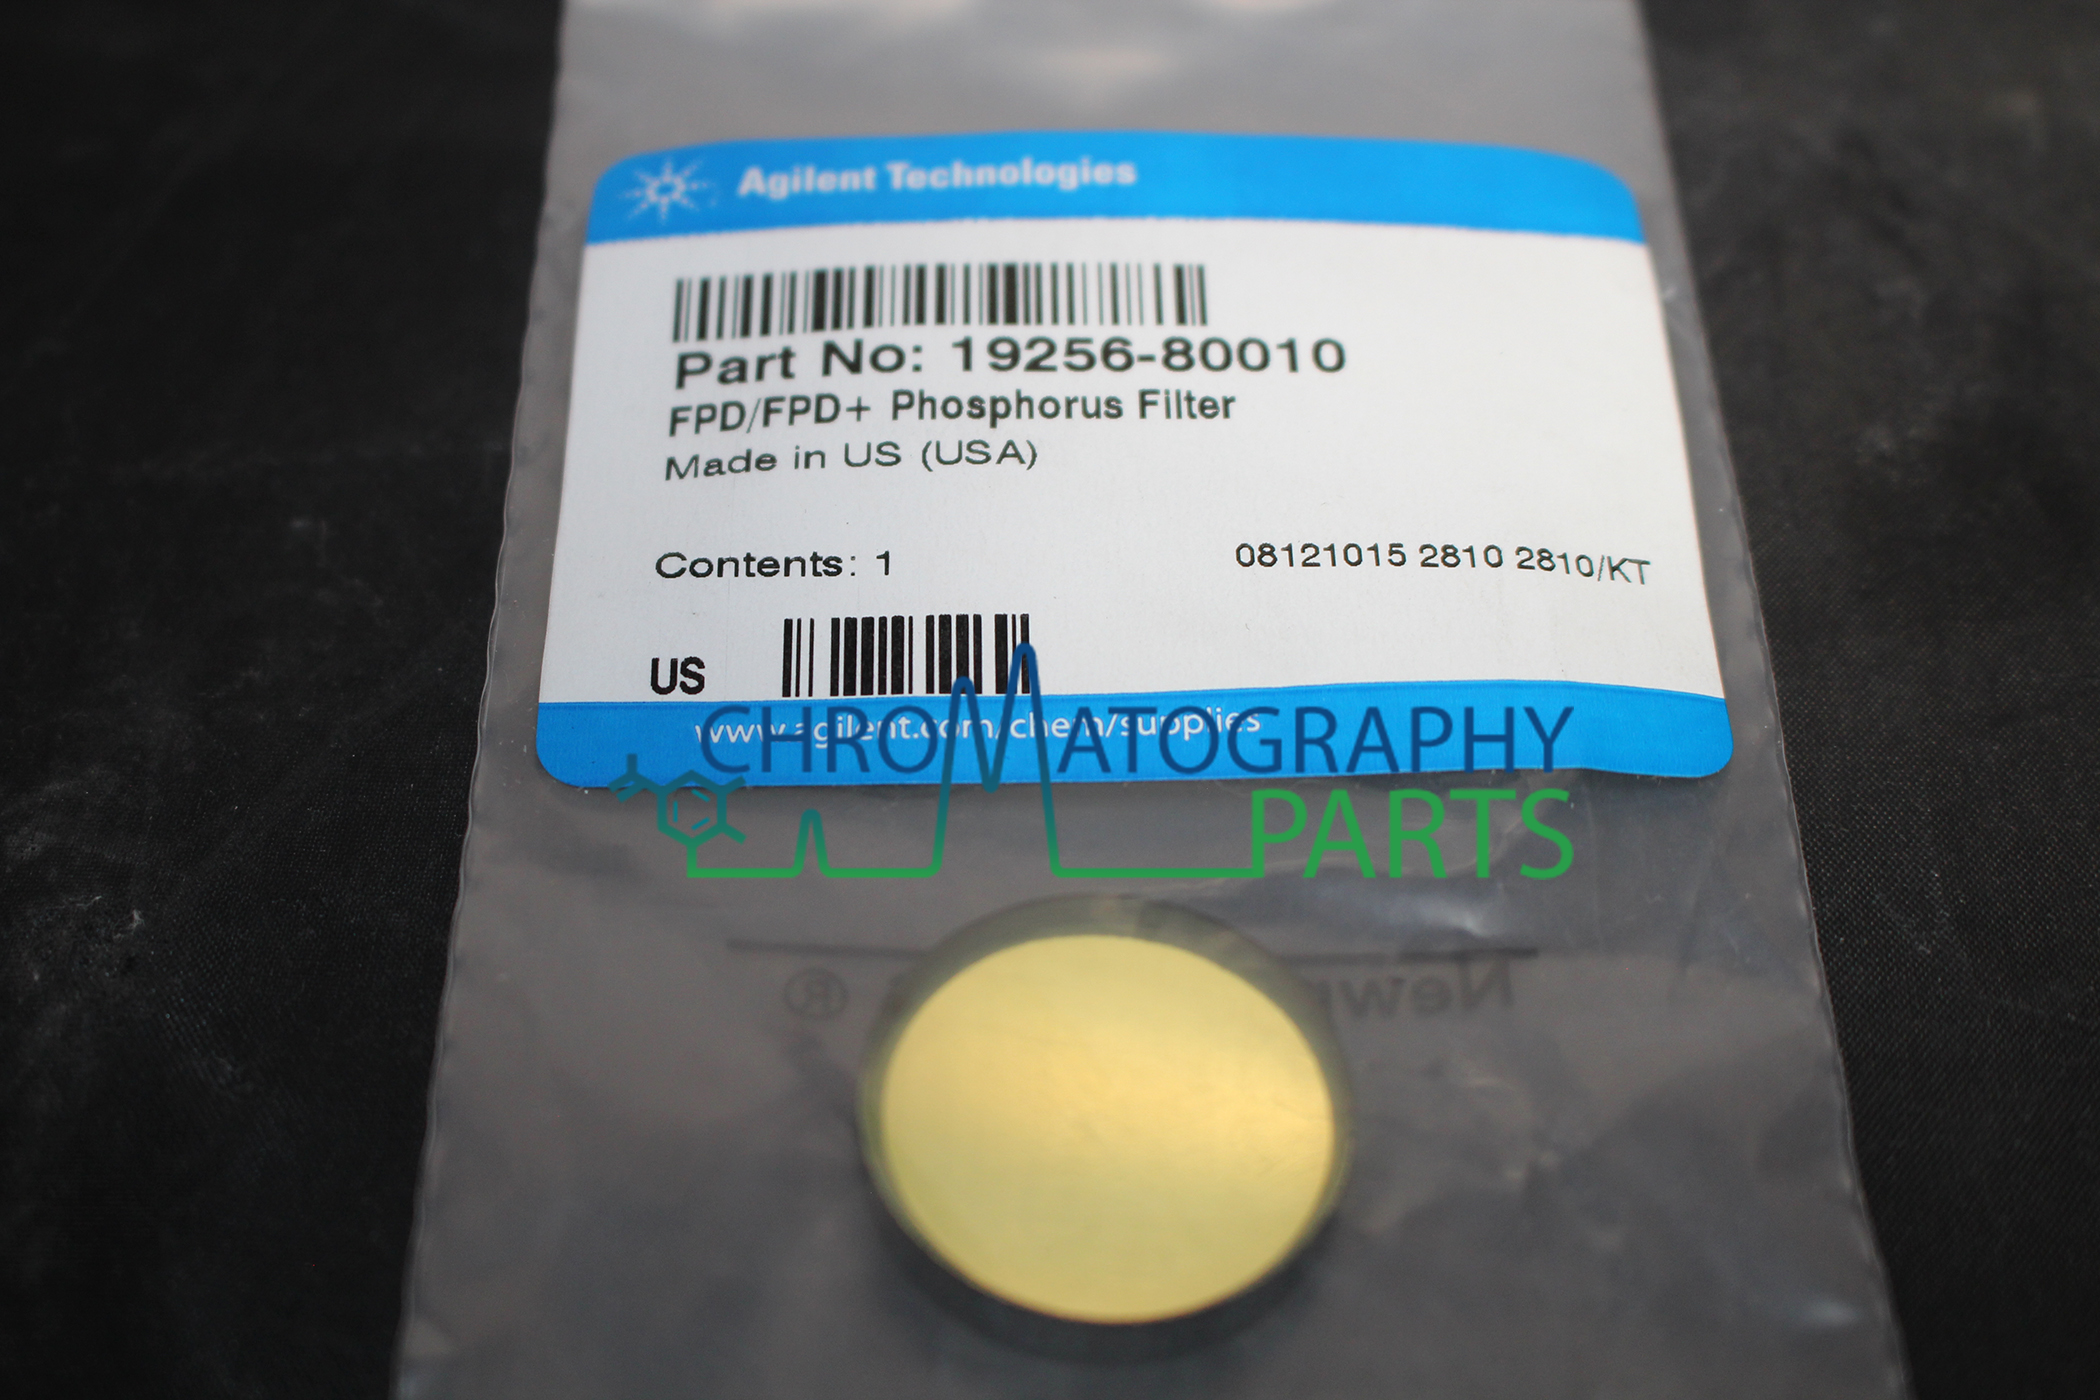 Agilent Technologies
Part No: 19256-80010
FPD/FPD+ Phosphorus Filter
Made in US (USA)
Contents: 1
08121015 2810 2810/KT
US
www.agilent.com/chem/supplies
CHROMATOGRAPHY
PARTS
®